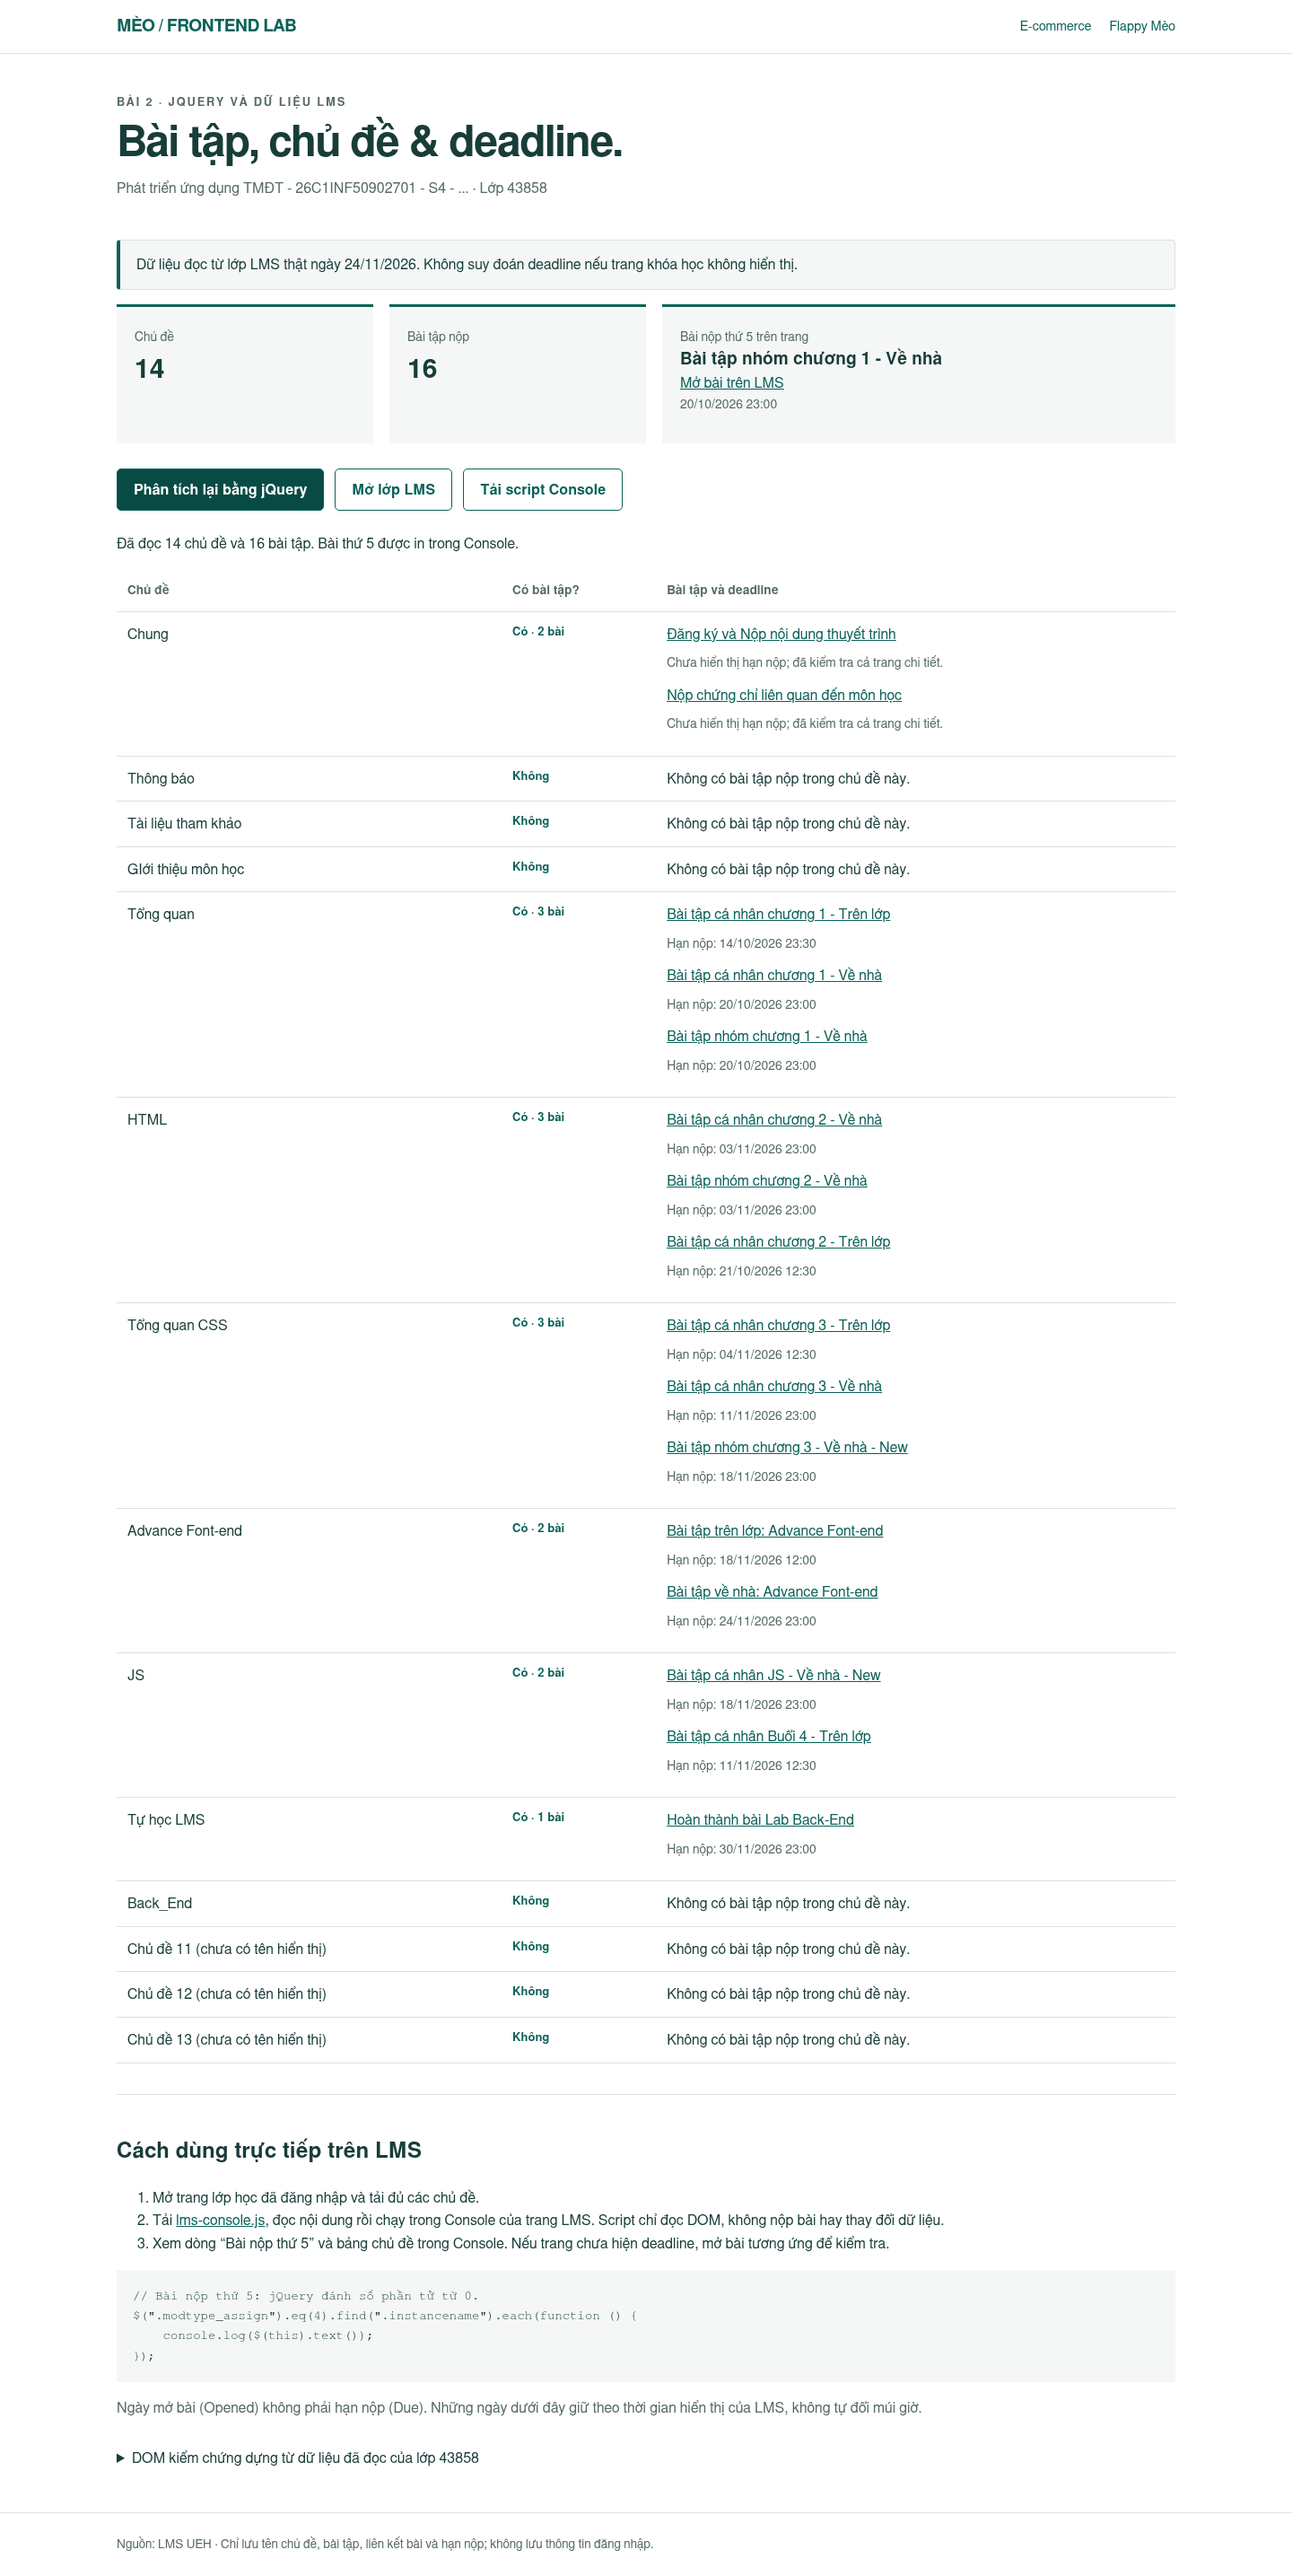 MÈO / FRONTEND LAB
E-commerce Flappy Mèo
BÀI 2 · JQUERY VÀ DỮ LIỆU LMS
Bài tập, chủ đề & deadline.
Phát triển ứng dụng TMĐT - 26C1INF50902701 - S4 - ... · Lớp 43858
Dữ liệu đọc từ lớp LMS thật ngày 24/11/2026. Không suy đoán deadline nếu trang khóa học không hiển thị.
Chủ đề
14
Bài tập nộp
16
Bài nộp thứ 5 trên trang
Bài tập nhóm chương 1 - Về nhà
Mở bài trên LMS
20/10/2026 23:00
Phân tích lại bằng jQuery
Mở lớp LMS
Tải script Console
Đã đọc 14 chủ đề và 16 bài tập. Bài thứ 5 được in trong Console.
Chủ đề Có bài tập? Bài tập và deadline
Chung Có · 2 bài Đăng ký và Nộp nội dung thuyết trình
Chưa hiển thị hạn nộp; đã kiểm tra cả trang chi tiết.
Nộp chứng chỉ liên quan đến môn học
Chưa hiển thị hạn nộp; đã kiểm tra cả trang chi tiết.
Thông báo Không Không có bài tập nộp trong chủ đề này.
Tài liệu tham khảo Không Không có bài tập nộp trong chủ đề này.
GIới thiệu môn học Không Không có bài tập nộp trong chủ đề này.
Tổng quan Có · 3 bài Bài tập cá nhân chương 1 - Trên lớp
Hạn nộp: 14/10/2026 23:30
Bài tập cá nhân chương 1 - Về nhà
Hạn nộp: 20/10/2026 23:00
Bài tập nhóm chương 1 - Về nhà
Hạn nộp: 20/10/2026 23:00
HTML Có · 3 bài Bài tập cá nhân chương 2 - Về nhà
Hạn nộp: 03/11/2026 23:00
Bài tập nhóm chương 2 - Về nhà
Hạn nộp: 03/11/2026 23:00
Bài tập cá nhân chương 2 - Trên lớp
Hạn nộp: 21/10/2026 12:30
Tổng quan CSS Có · 3 bài Bài tập cá nhân chương 3 - Trên lớp
Hạn nộp: 04/11/2026 12:30
Bài tập cá nhân chương 3 - Về nhà
Hạn nộp: 11/11/2026 23:00
Bài tập nhóm chương 3 - Về nhà - New
Hạn nộp: 18/11/2026 23:00
Advance Font-end Có · 2 bài Bài tập trên lớp: Advance Font-end
Hạn nộp: 18/11/2026 12:00
Bài tập về nhà: Advance Font-end
Hạn nộp: 24/11/2026 23:00
JS Có · 2 bài Bài tập cá nhân JS - Về nhà - New
Hạn nộp: 18/11/2026 23:00
Bài tập cá nhân Buổi 4 - Trên lớp
Hạn nộp: 11/11/2026 12:30
Tự học LMS Có · 1 bài Hoàn thành bài Lab Back-End
Hạn nộp: 30/11/2026 23:00
Back_End Không Không có bài tập nộp trong chủ đề này.
Chủ đề 11 (chưa có tên hiển thị) Không Không có bài tập nộp trong chủ đề này.
Chủ đề 12 (chưa có tên hiển thị) Không Không có bài tập nộp trong chủ đề này.
Chủ đề 13 (chưa có tên hiển thị) Không Không có bài tập nộp trong chủ đề này.
Cách dùng trực tiếp trên LMS
1. Mở trang lớp học đã đăng nhập và tải đủ các chủ đề.
2. Tải lms-console.js, đọc nội dung rồi chạy trong Console của trang LMS. Script chỉ đọc DOM, không nộp bài hay thay đổi dữ liệu.
3. Xem dòng “Bài nộp thứ 5” và bảng chủ đề trong Console. Nếu trang chưa hiện deadline, mở bài tương ứng để kiểm tra.
// Bài nộp thứ 5: jQuery đánh số phần tử từ 0.
$(".modtype_assign").eq(4).find(".instancename").each(function () {
console.log($(this).text());
});
Ngày mở bài (Opened) không phải hạn nộp (Due). Những ngày dưới đây giữ theo thời gian hiển thị của LMS, không tự đổi múi giờ.
▶ DOM kiểm chứng dựng từ dữ liệu đã đọc của lớp 43858
Nguồn: LMS UEH · Chỉ lưu tên chủ đề, bài tập, liên kết bài và hạn nộp; không lưu thông tin đăng nhập.